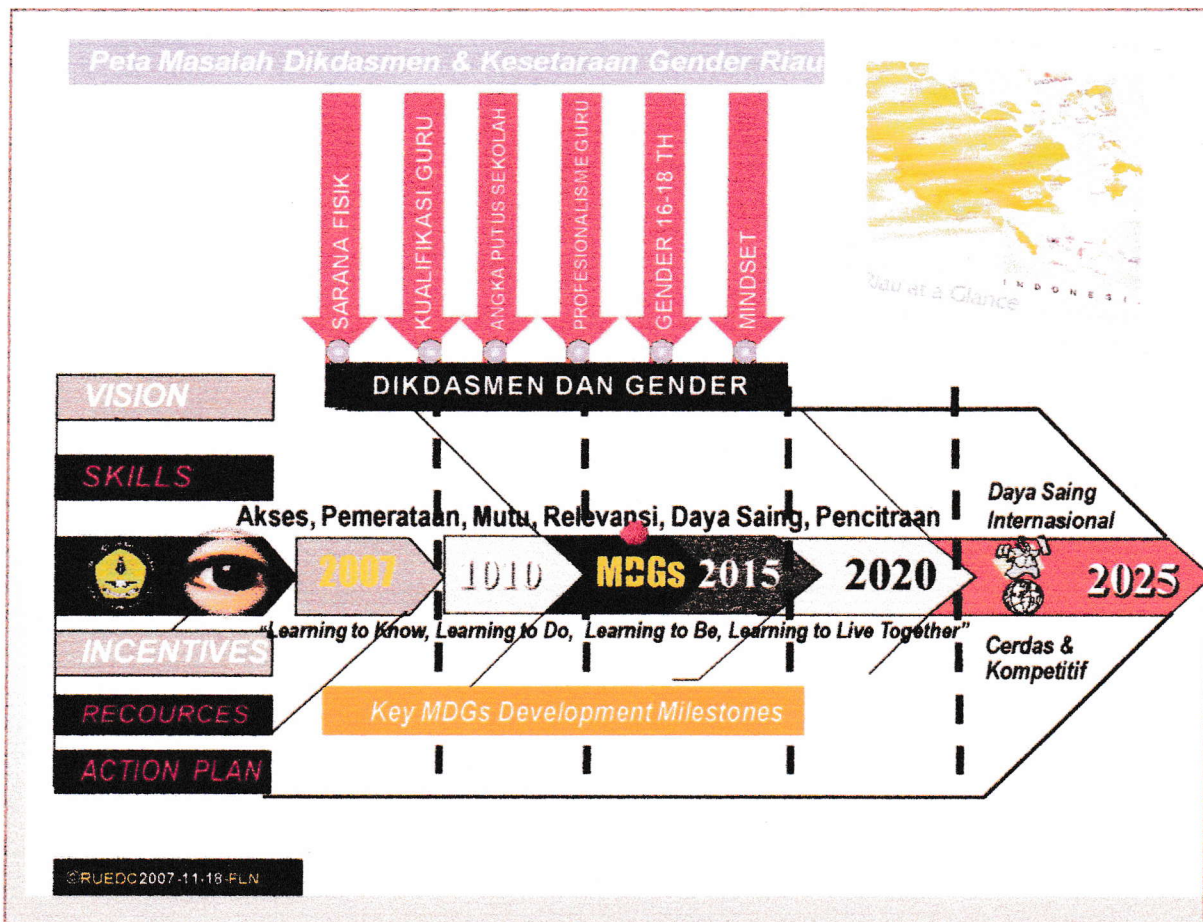 Peta Masalah Dikdasmen & Kesetaraan Gender Riau
SARANA FISIK
KUALIFIKASI GURU
ANGKA PUTUS SEKOLAH
PROFESIONALISME GURU
GENDER 16-18 TH
MINDSET
Riau at a Glance
INDONESI
DIKDASMEN DAN GENDER
VISION
SKILLS
Daya Saing
Internasional
Akses, Pemerataan, Mutu, Relevansi, Daya Saing, Pencitraan
2007
1010
MDGs
2015
2020
2025
"Learning to Know, Learning to Do, Learning to Be, Learning to Live Together"
INCENTIVES
Cerdas &
Kompetitif
RECOURCES
Key MDGs Development Milestones
ACTION PLAN
©RUEDC2007-11-18-FLN